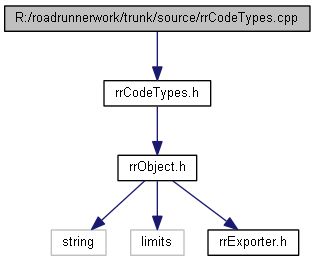 R:/roadrunnerwork/trunk/source/rrCodeTypes.cpp
rrCodeTypes.h
rrObject.h
string
limits
rrExporter.h